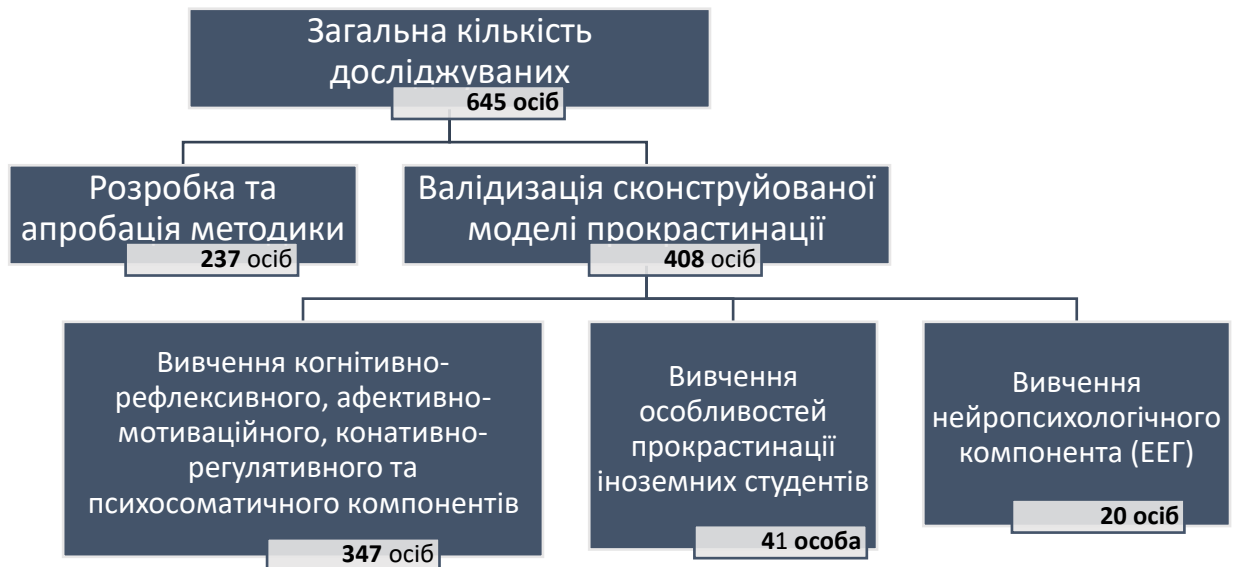 Загальна кількість
досліджуваних
645 осіб
Розробка та
апробація методики
237 осіб
Валідизація сконструйованої
моделі прокрастинації
408 осіб
Вивчення когнітивно-
рефлексивного, афективно-
мотиваційного, конативно-
регулятивного та
психосоматичного компонентів
347 осіб
Вивчення
особливостей
прокрастинації
іноземних студентів
41 особа
Вивчення
нейропсихологічного
компонента (ЕЕГ)
20 осіб